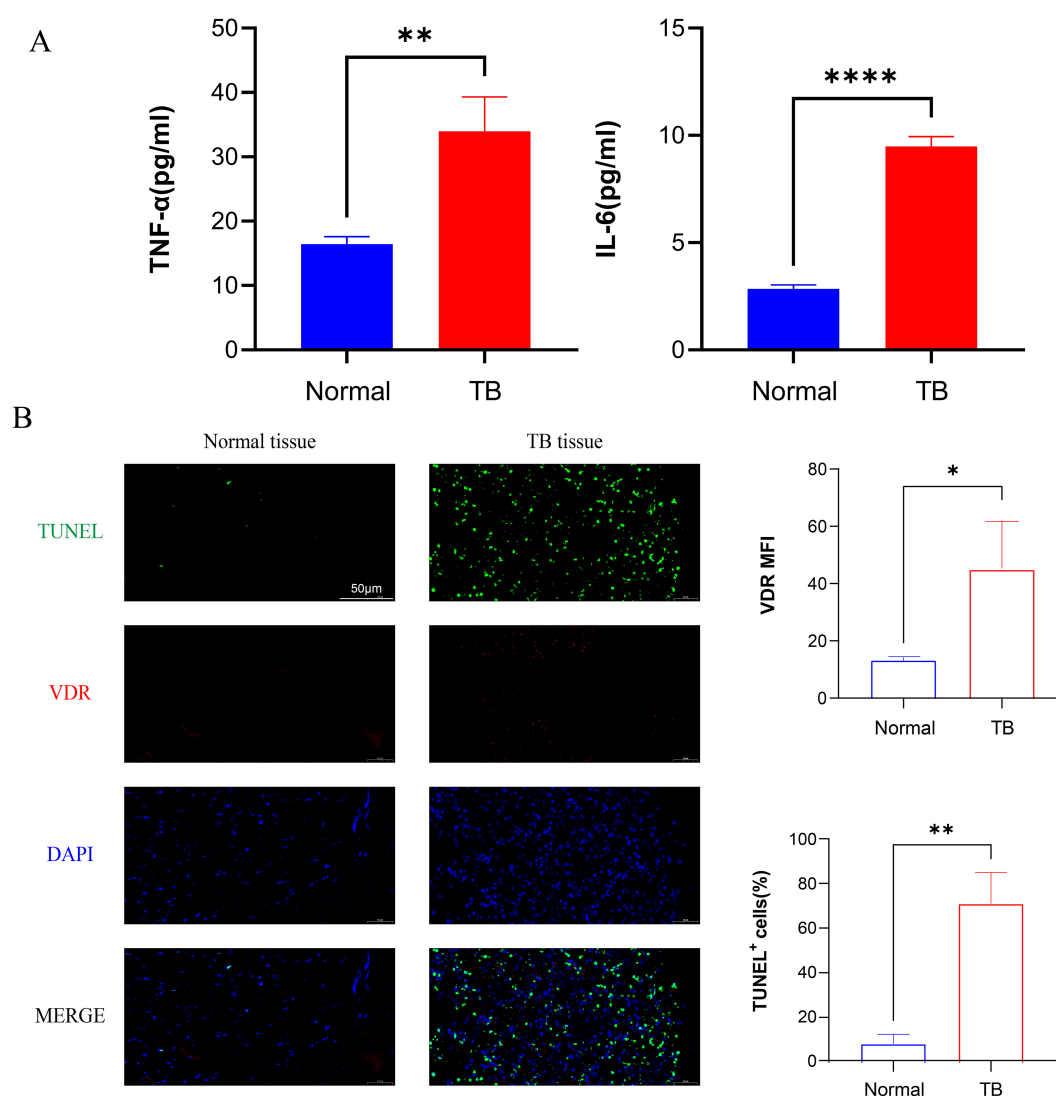 A
TNF-α(pg/ml)
50
40
30
20
10
0
**
Normal
TB
IL-6(pg/ml)
15
10
5
0
****
Normal
TB
B
Normal tissue
TB tissue
TUNEL
50μm
VDR
DAPI
MERGE
VDR MFI
80
60
40
20
0
*
Normal
TB
TUNEL+ cells(%)
100
80
60
40
20
0
**
Normal
TB